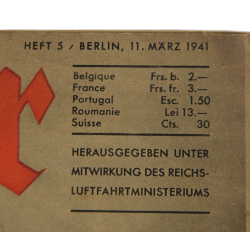 HEFT 5 / BERLIN, 11. MÄRZ 1941
r
Belgique Frs. b. 2.—
France Frs. fr. 3.—
Portugal Esc. 1.50
Roumanie Lei 13.—
Suisse Cts. 30
HERAUSGEGEBEN UNTER
MITWIRKUNG DES REICHS-
LUFTFAHRTMINISTERIUMS